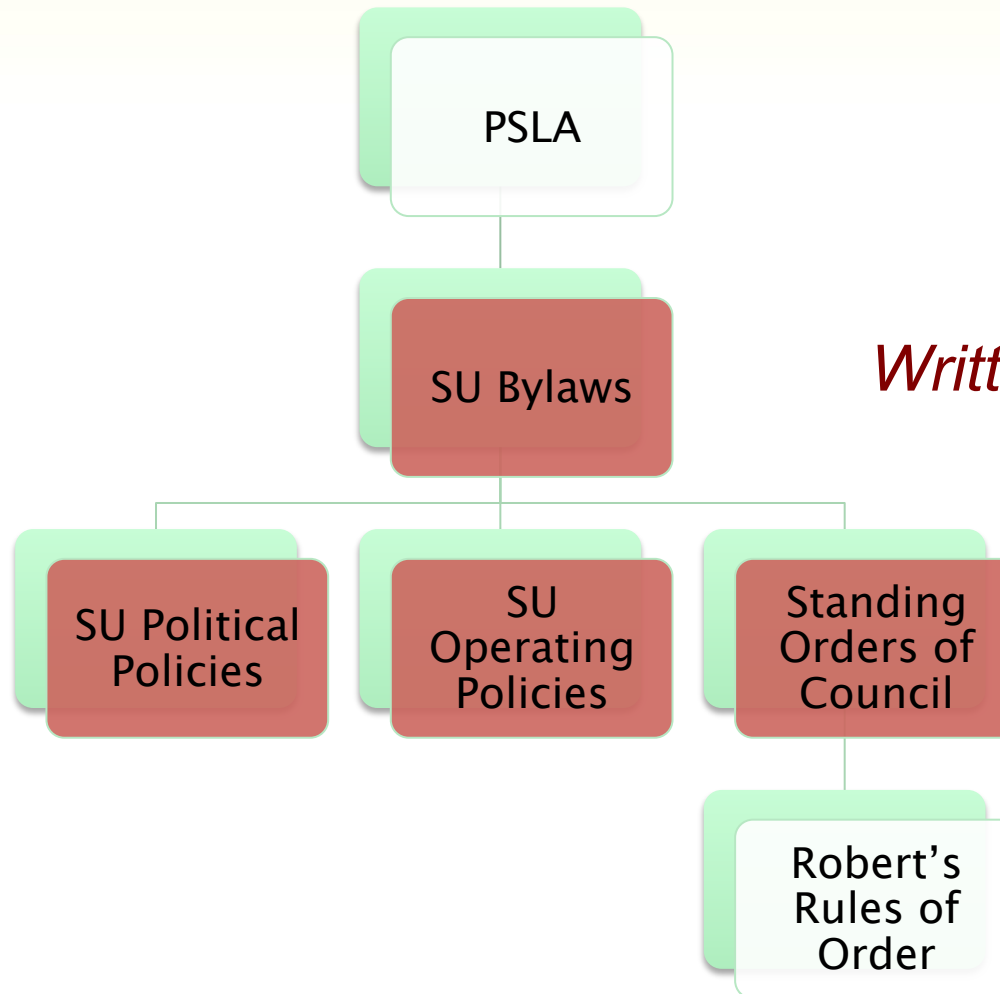 PSLA
SU Bylaws
SU Political
Policies
SU
Operating
Policies
Standing
Orders of
Council
Robert’s
Rules of
Order